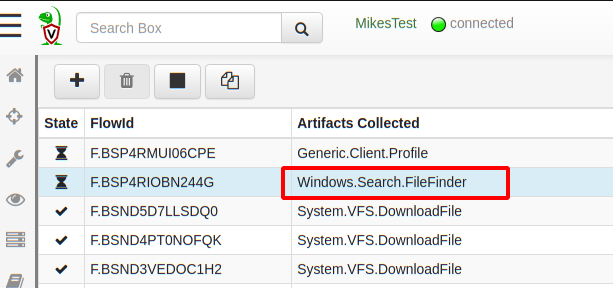 V
Search Box
MikesTest connected
State FlowId Artifacts Collected
F.BSP4RMUI06CPE Generic.Client.Profile
F.BSP4RIOBN244G Windows.Search.FileFinder
F.BSND5D7LLSDQ0 System.VFS.DownloadFile
F.BSND4PT0NOFQK System.VFS.DownloadFile
F.BSND3VEDOC1H2 System.VFS.DownloadFile